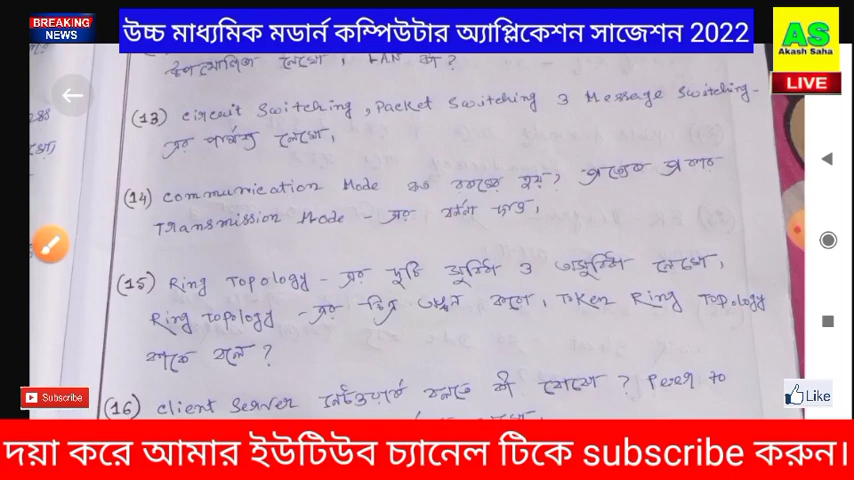 BREAKING
NEWS
উচ্চ মাধ্যমিক মডার্ন কম্পিউটার অ্যাপ্লিকেশন সাজেশন 2022
AS
Akash Saha
LIVE
লেখো, LAN কী?
288
(13) Circuit Switching, Packet Switching ও Message Switching-
এর পার্থক্য লেখো,
(14) Communication Mode কত রকমের হয়? প্রত্যেক প্রকার
Transmission Mode - এর বর্ণনা দাও,
(15) Ring Topology - এর দুটি সুবিধা ও অসুবিধা লেখো,
Ring Topology - এর চিত্র অঙ্কন করো, Token Ring Topology
কাকে বলে?
(16) Client Server নেটওয়ার্ক বলতে কী বোঝো? Peer to
Subscribe
Like
দয়া করে আমার ইউটিউব চ্যানেল টিকে subscribe করুন।